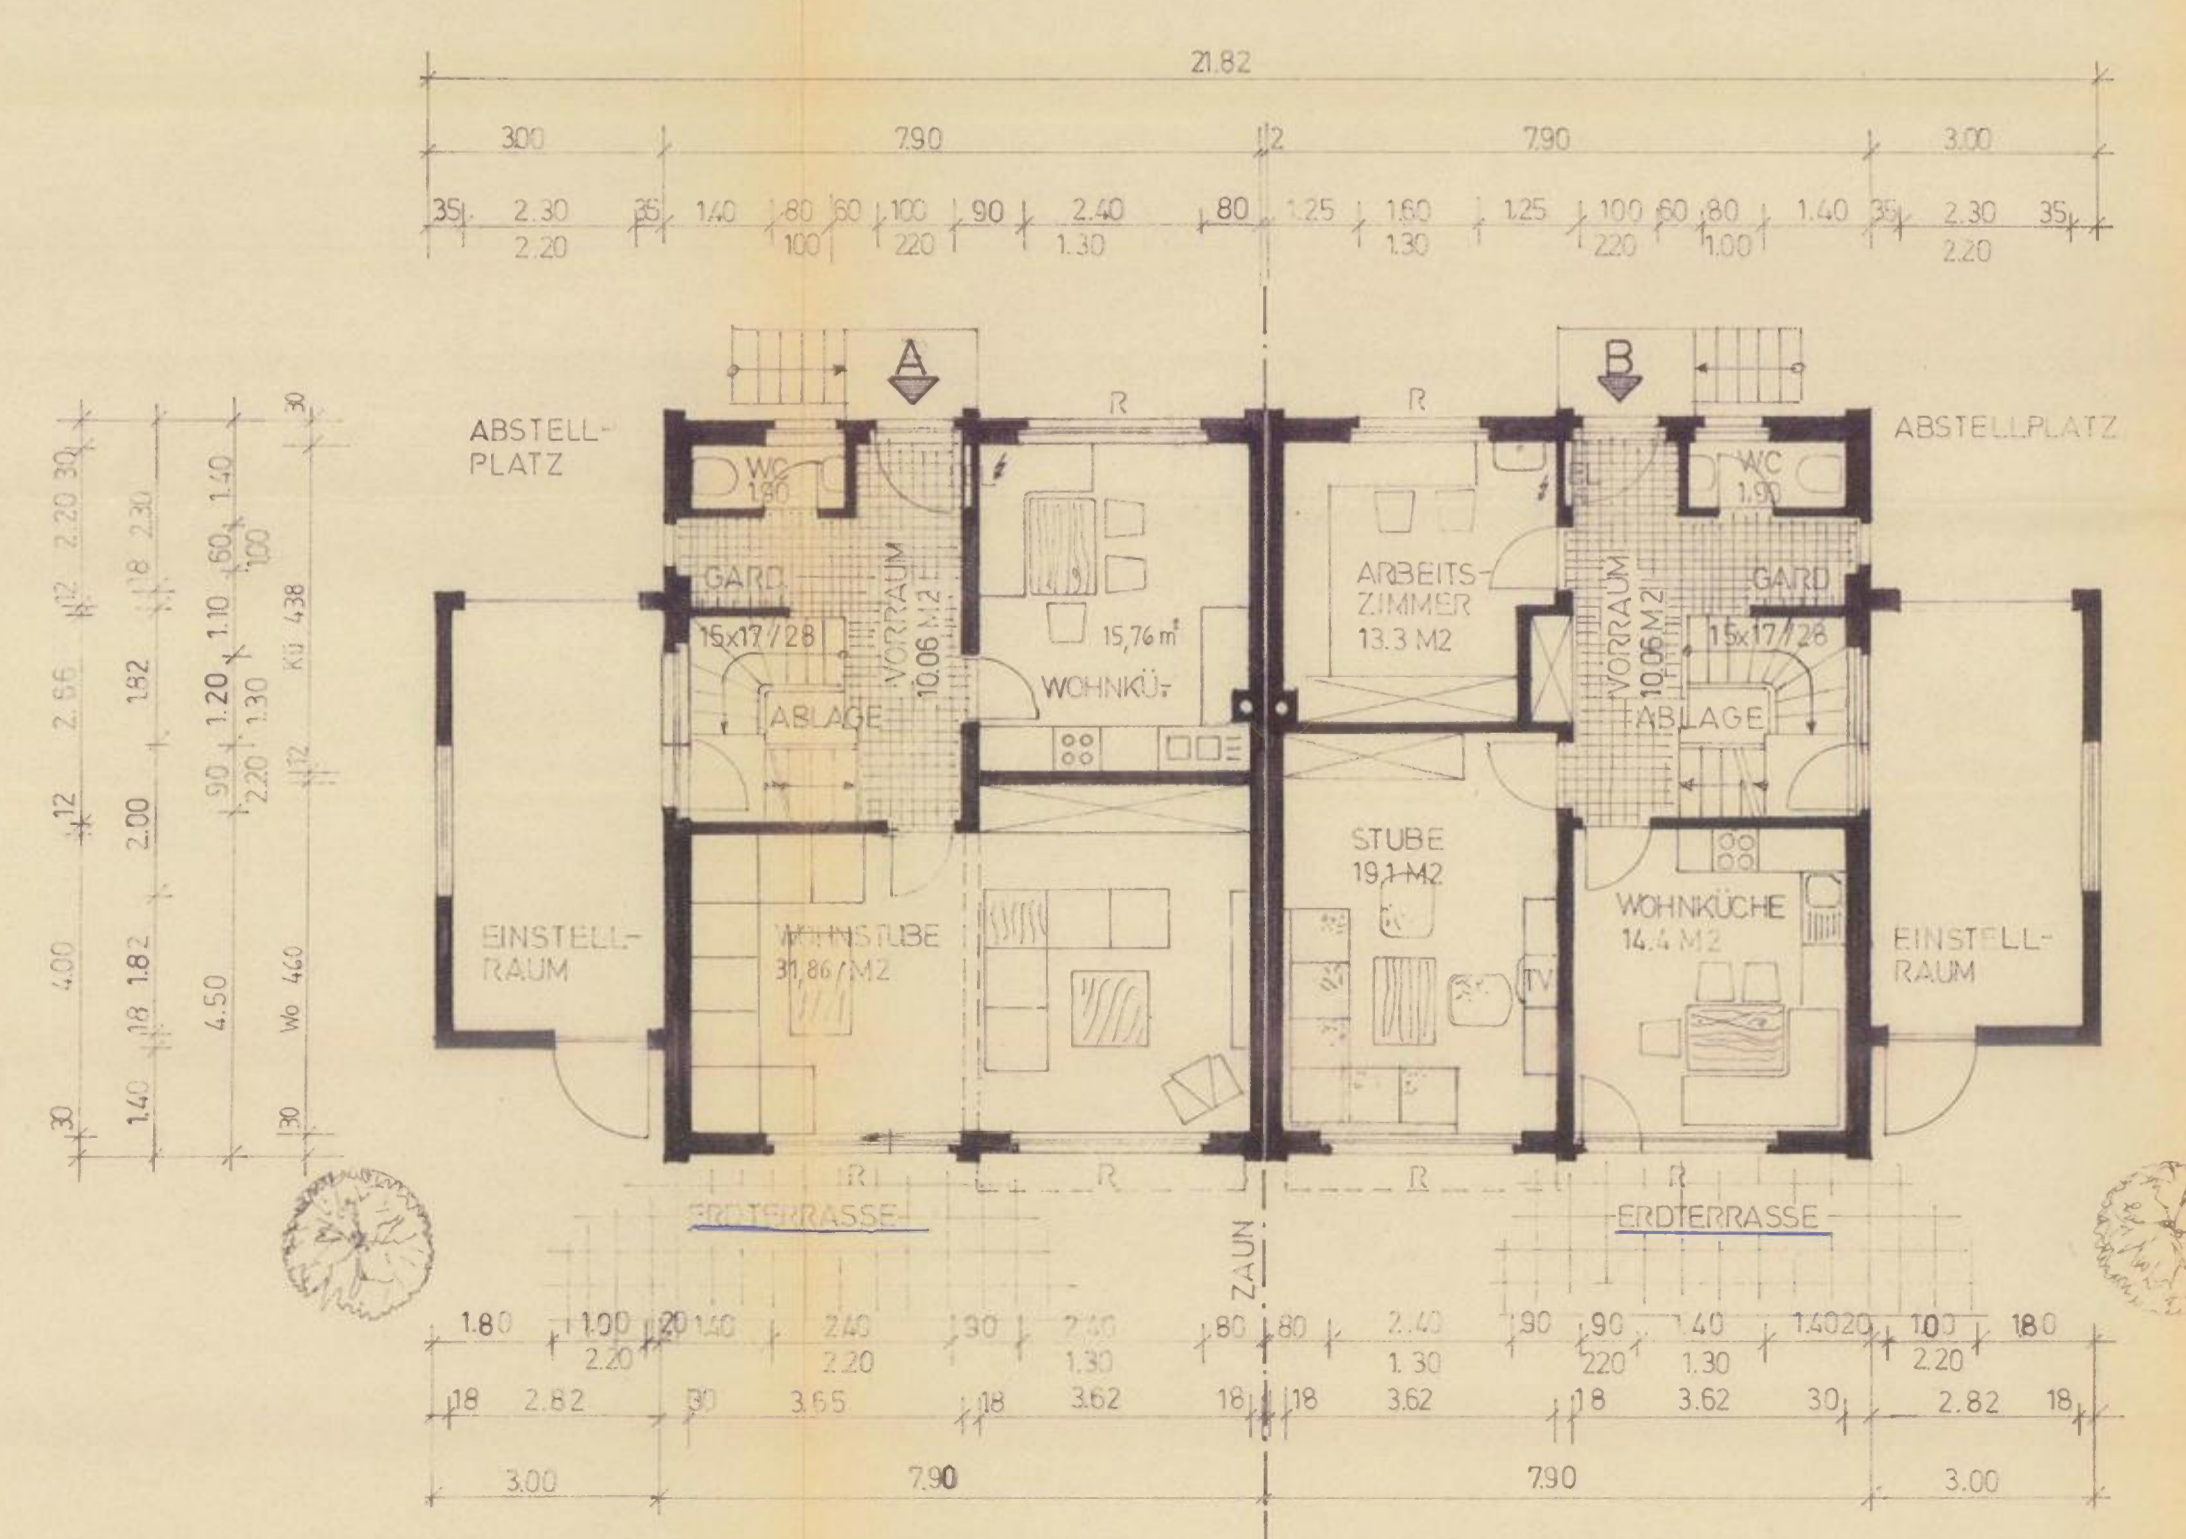 21.82
3.00 7.90 2 7.90 3.00
35 2.30 35 1.40 80 60 100 90 2.40 80 1.25 1.60 1.25 100 60 80 1.40 35 2.30 35
2.20 100 220 1.30 1.30 220 1.00 2.20
A
B
R
R
ABSTELL-
PLATZ
ABSTELLPLATZ
WC
1.90
WC
1.90
GARD.
GARD
VORRAUM
10.06 M2
VORRAUM
10.06 M2
15x17/28
15x17/28
ABLAGE
ABLAGE
15,76 m²
WOHNKÜ.
ARBEITS-
ZIMMER
13.3 M2
STUBE
19,1 M2
TV
WOHNKÜCHE
14.4 M2
WOHNSTUBE
31,86 M2
EINSTELL-
RAUM
EINSTELL-
RAUM
R
R
R
R
ERDTERRASSE
ERDTERRASSE
ZAUN
30 2.20 12 2.66 12 4.00 30
2.30 18 1.82 2.00 1.82 18 1.40
1.40 60 1.10 1.20 90 4.50
100 1.30 2.20
30 Kü 438 12 Wo 460 30
1.80 1.00 20 1.40 2.40 90 2.40 80 80 2.40 90 90 1.40 1.40 20 1.00 1.80
2.20 2.20 1.30 1.30 220 1.30 2.20
18 2.82 30 3.65 18 3.62 18 18 3.62 18 3.62 30 2.82 18
3.00 7.90 7.90 3.00